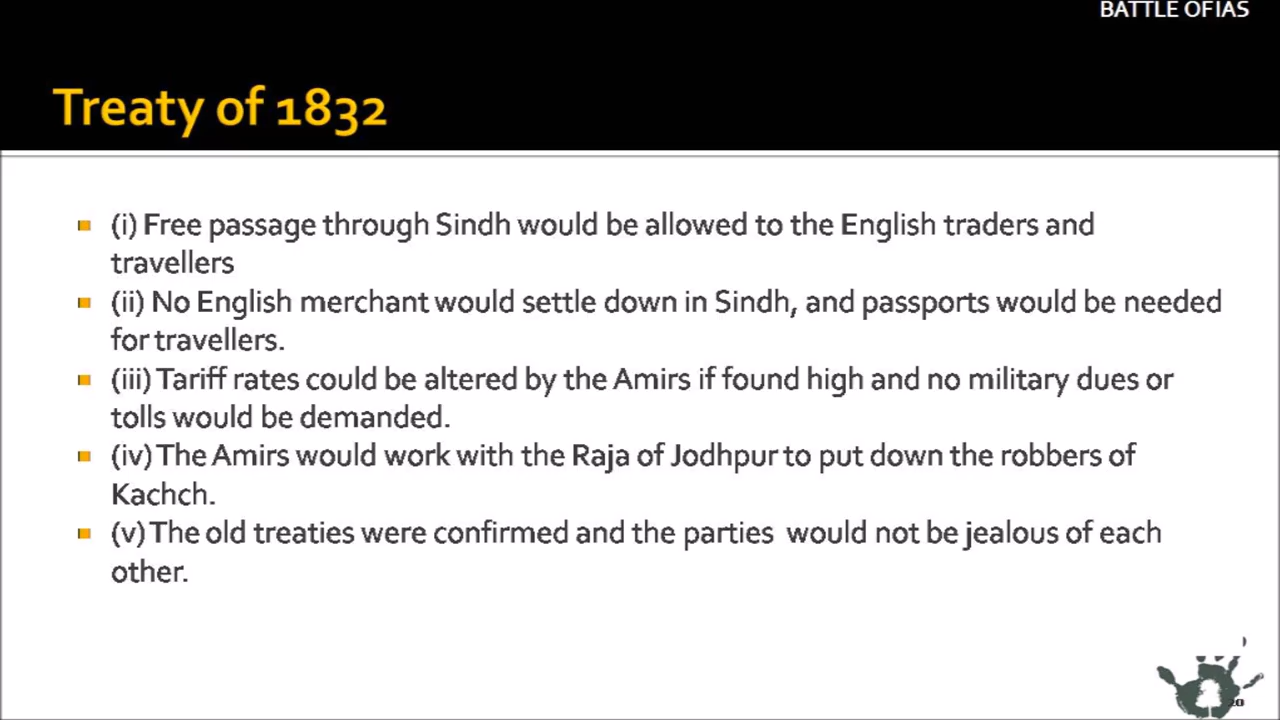 BATTLE OF IAS
Treaty of 1832
(i) Free passage through Sindh would be allowed to the English traders and
travellers
(ii) No English merchant would settle down in Sindh, and passports would be needed
for travellers.
(iii) Tariff rates could be altered by the Amirs if found high and no military dues or
tolls would be demanded.
(iv) The Amirs would work with the Raja of Jodhpur to put down the robbers of
Kachch.
(v) The old treaties were confirmed and the parties would not be jealous of each
other.
20